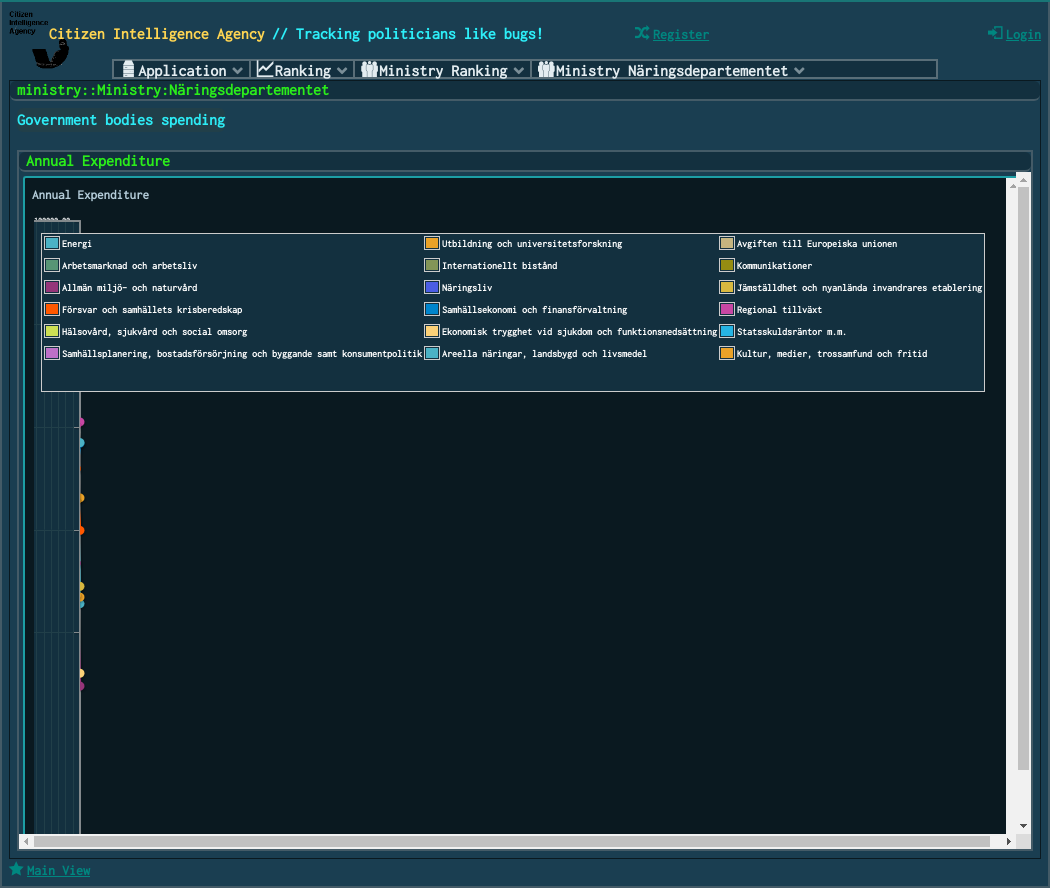 Citizen
Intelligence
Agency
Citizen Intelligence Agency // Tracking politicians like bugs!
Register
Login
Application
Ranking
Ministry Ranking
Ministry Näringsdepartementet
ministry::Ministry:Näringsdepartementet
Government bodies spending
Annual Expenditure
Annual Expenditure
Energi
Utbildning och universitetsforskning
Avgiften till Europeiska unionen
Arbetsmarknad och arbetsliv
Internationellt bistånd
Kommunikationer
Allmän miljö- och naturvård
Näringsliv
Jämställdhet och nyanlända invandrares etablering
Försvar och samhällets krisberedskap
Samhällsekonomi och finansförvaltning
Regional tillväxt
Hälsovård, sjukvård och social omsorg
Ekonomisk trygghet vid sjukdom och funktionsnedsättning
Statsskuldsräntor m.m.
Samhällsplanering, bostadsförsörjning och byggande samt konsumentpolitik
Areella näringar, landsbygd och livsmedel
Kultur, medier, trossamfund och fritid
Main View